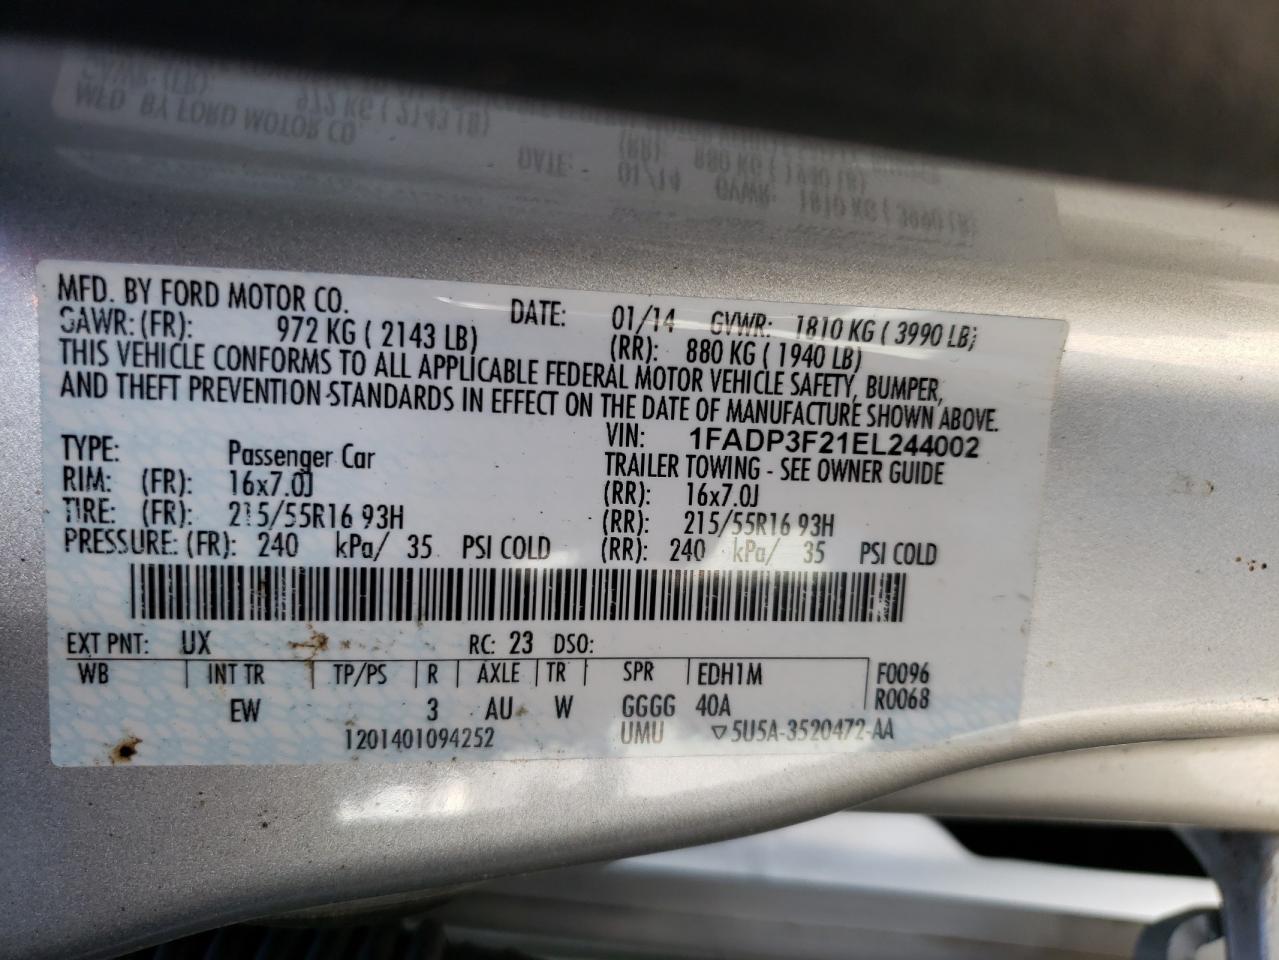 MFD. BY FORD MOTOR CO. DATE: 01/14 GVWR: 1810 KG ( 3990 LB);
GAWR: (FR): 972 KG ( 2143 LB) (RR): 880 KG ( 1940 LB)
THIS VEHICLE CONFORMS TO ALL APPLICABLE FEDERAL MOTOR VEHICLE SAFETY, BUMPER,
AND THEFT PREVENTION STANDARDS IN EFFECT ON THE DATE OF MANUFACTURE SHOWN ABOVE.
VIN: 1FADP3F21EL244002
TYPE: Passenger Car TRAILER TOWING - SEE OWNER GUIDE
RIM: (FR): 16x7.0J (RR): 16x7.0J
TIRE: (FR): 215/55R16 93H (RR): 215/55R16 93H
PRESSURE: (FR): 240 kPa/ 35 PSI COLD (RR): 240 kPa/ 35 PSI COLD
EXT PNT: UX RC: 23 DSO:
WB INT TR TP/PS R AXLE TR SPR EDH1M F0096
EW 3 AU W GGGG 40A R0068
1201401094252 UMU ▽5U5A-3520472-AA